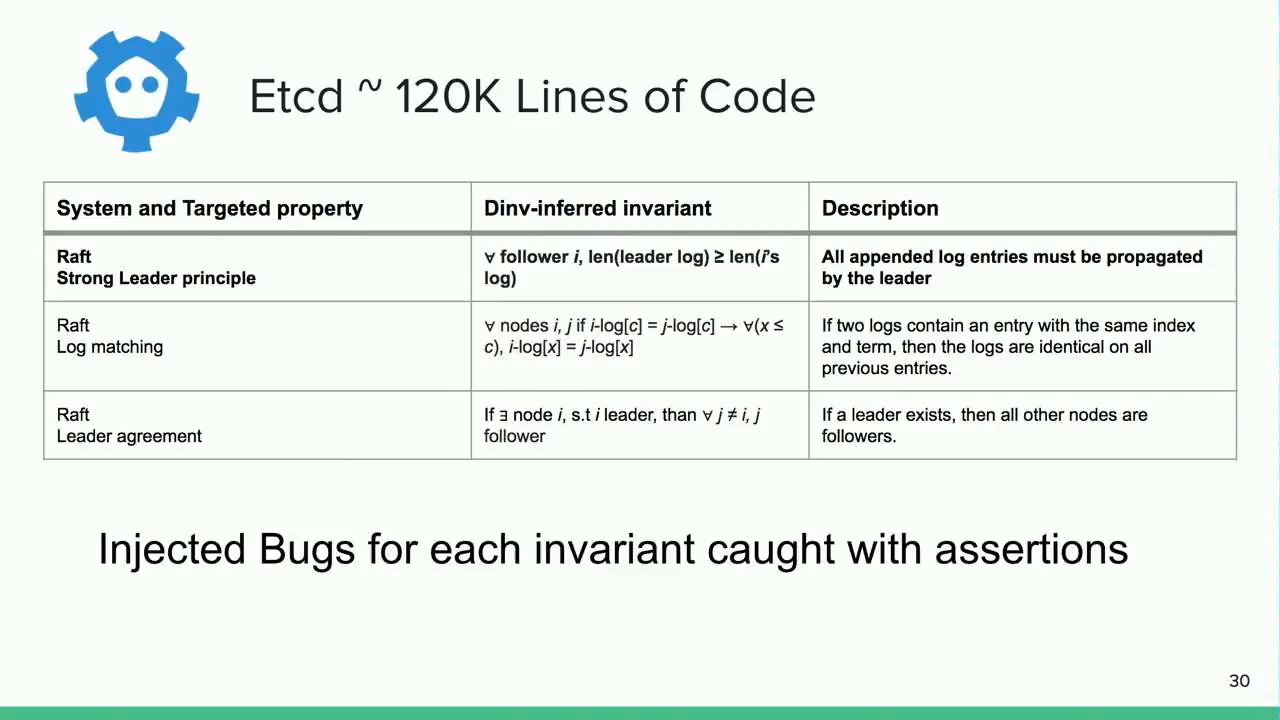 Etcd ~ 120K Lines of Code
System and Targeted property
Dinv-inferred invariant
Description
Raft
Strong Leader principle
∀ follower i, len(leader log) ≥ len(i's
log)
All appended log entries must be propagated
by the leader
Raft
Log matching
∀ nodes i, j if i-log[c] = j-log[c] → ∀(x ≤
c), i-log[x] = j-log[x]
If two logs contain an entry with the same index
and term, then the logs are identical on all
previous entries.
Raft
Leader agreement
If ∃ node i, s.t i leader, than ∀ j ≠ i, j
follower
If a leader exists, then all other nodes are
followers.
Injected Bugs for each invariant caught with assertions
30